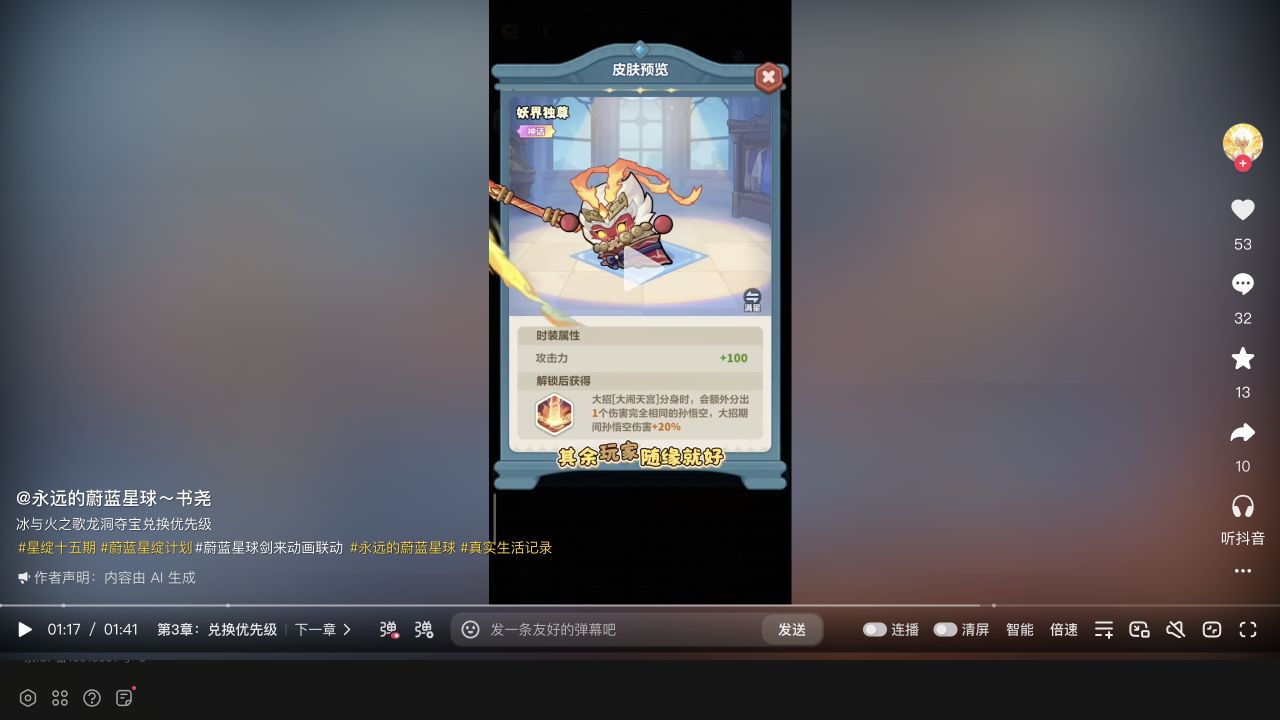 皮肤预览
妖界独尊
神话
满星
时装属性
攻击力 +100
解锁后获得
大招[大闹天宫]分身时，会额外分出
1个伤害完全相同的孙悟空，大招期
间孙悟空伤害+20%
其余玩家随缘就好
53
32
13
10
听抖音
@永远的蔚蓝星球～书尧
冰与火之歌龙洞夺宝兑换优先级
#星绽十五期 #蔚蓝星绽计划 #蔚蓝星球剑来动画联动 #永远的蔚蓝星球 #真实生活记录
作者声明：内容由 AI 生成
01:17 / 01:41 第3章：兑换优先级 下一章 弹 弹 发一条友好的弹幕吧 发送 连播 清屏 智能 倍速